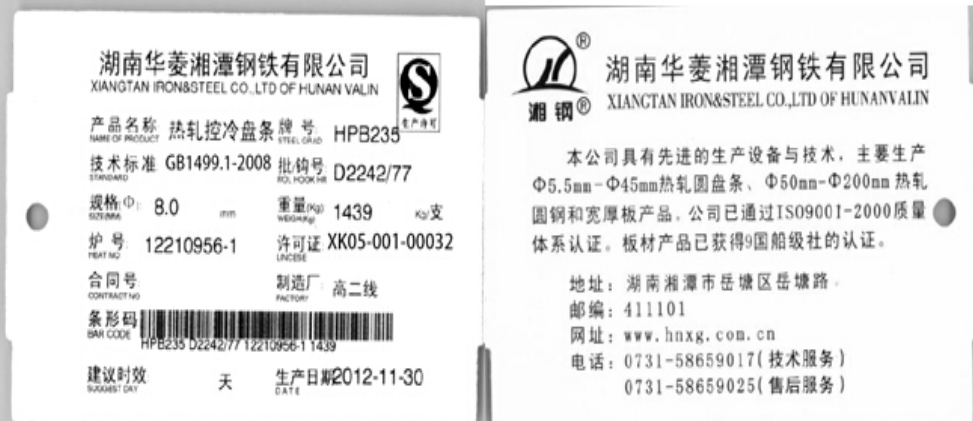 湖南华菱湘潭钢铁有限公司
XIANGTAN IRON&STEEL CO.,LTD OF HUNAN VALIN
生产许可
产品名称 热轧控冷盘条 牌号 HPB235
NAME OF PRODUCT STEEL GRAD
技术标准 GB1499.1-2008 批/钩号 D2242/77
STANDARD ROL HOOK NR
规格(Φ): 8.0 mm 重量(Kg) 1439 Kg/支
SIZE(MM) WEIGH(Kg)
炉号 12210956-1 许可证 XK05-001-00032
HEAT NO LINCESE
合同号 制造厂 高二线
CONTRACT NO FACTORY
条形码
BAR CODE
HPB235 D2242/77 12210956-1 1439
建议时效 天 生产日期 2012-11-30
SUGGEST DAY DATE
湘钢®
湖南华菱湘潭钢铁有限公司
XIANGTAN IRON&STEEL CO.,LTD OF HUNANVALIN
本公司具有先进的生产设备与技术，主要生产
Φ5.5mm-Φ45mm热轧圆盘条、Φ50mm-Φ200mm热轧
圆钢和宽厚板产品。公司已通过ISO9001-2000质量
体系认证。板材产品已获得9国船级社的认证。
地址：湖南湘潭市岳塘区岳塘路
邮编：411101
网址：www.hnxg.com.cn
电话：0731-58659017(技术服务)
0731-58659025(售后服务)